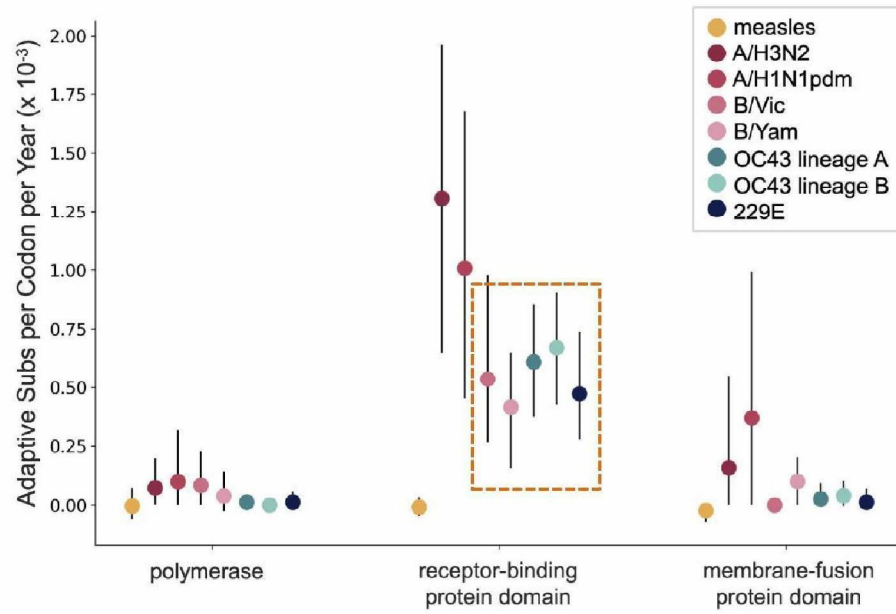 Adaptive Subs per Codon per Year (x 10⁻³)
2.00
1.75
1.50
1.25
1.00
0.75
0.50
0.25
0.00
measles
A/H3N2
A/H1N1pdm
B/Vic
B/Yam
OC43 lineage A
OC43 lineage B
229E
polymerase
receptor-binding
protein domain
membrane-fusion
protein domain